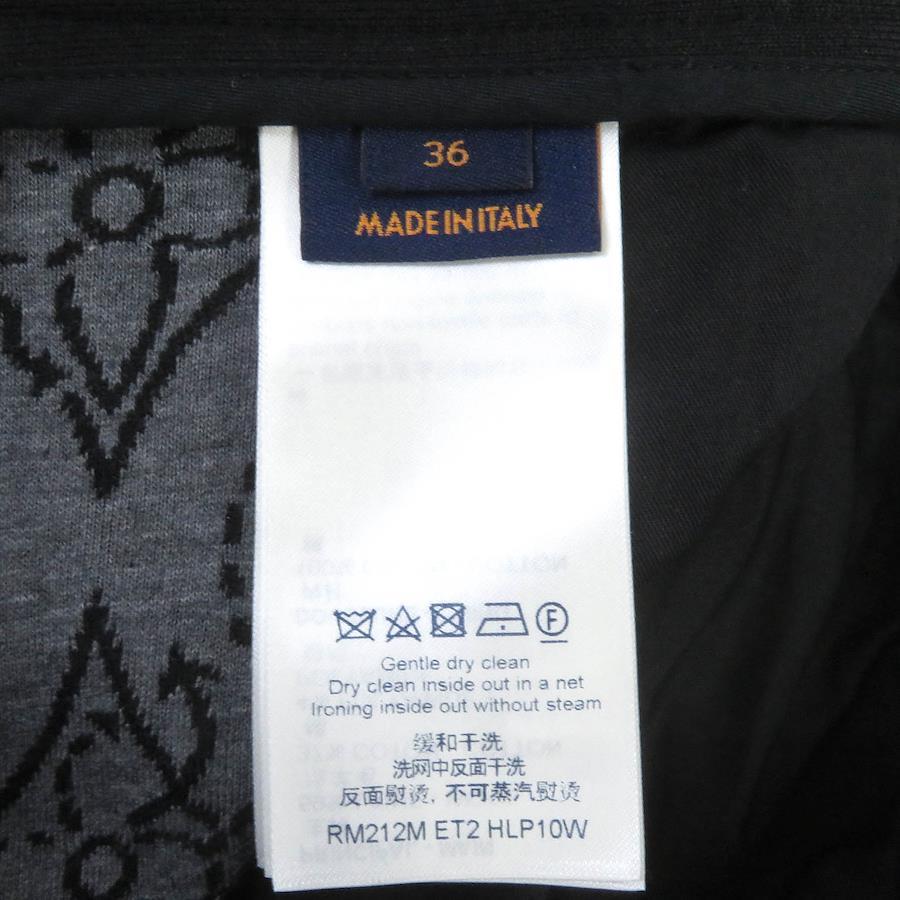 36
MADE IN ITALY
F
Gentle dry clean
Dry clean inside out in a net
Ironing inside out without steam
缓和干洗
洗网中反面干洗
反面熨烫, 不可蒸汽熨烫
RM212M ET2 HLP10W